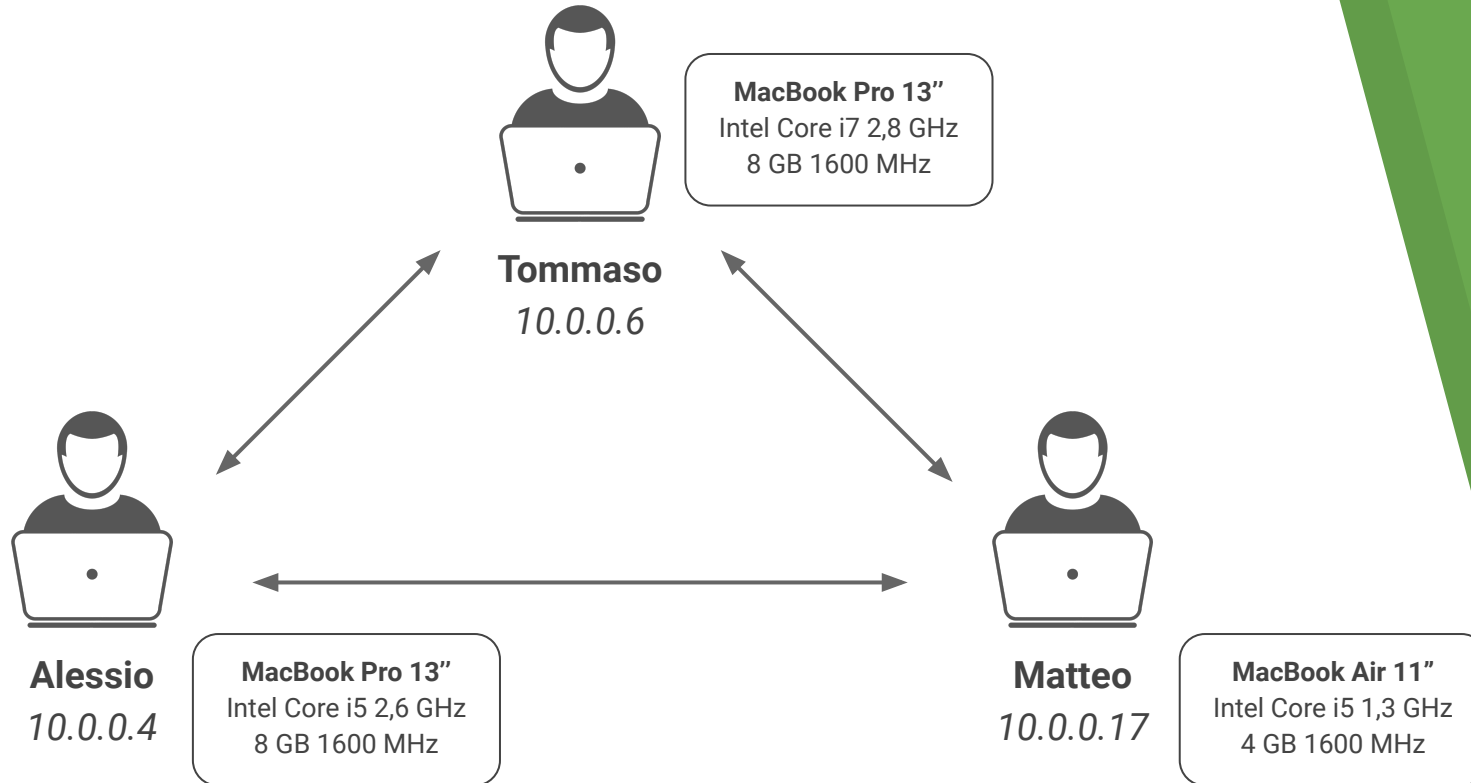 MacBook Pro 13’’
Intel Core i7 2,8 GHz
8 GB 1600 MHz
Tommaso
10.0.0.6
Alessio
10.0.0.4
MacBook Pro 13’’
Intel Core i5 2,6 GHz
8 GB 1600 MHz
Matteo
10.0.0.17
MacBook Air 11”
Intel Core i5 1,3 GHz
4 GB 1600 MHz